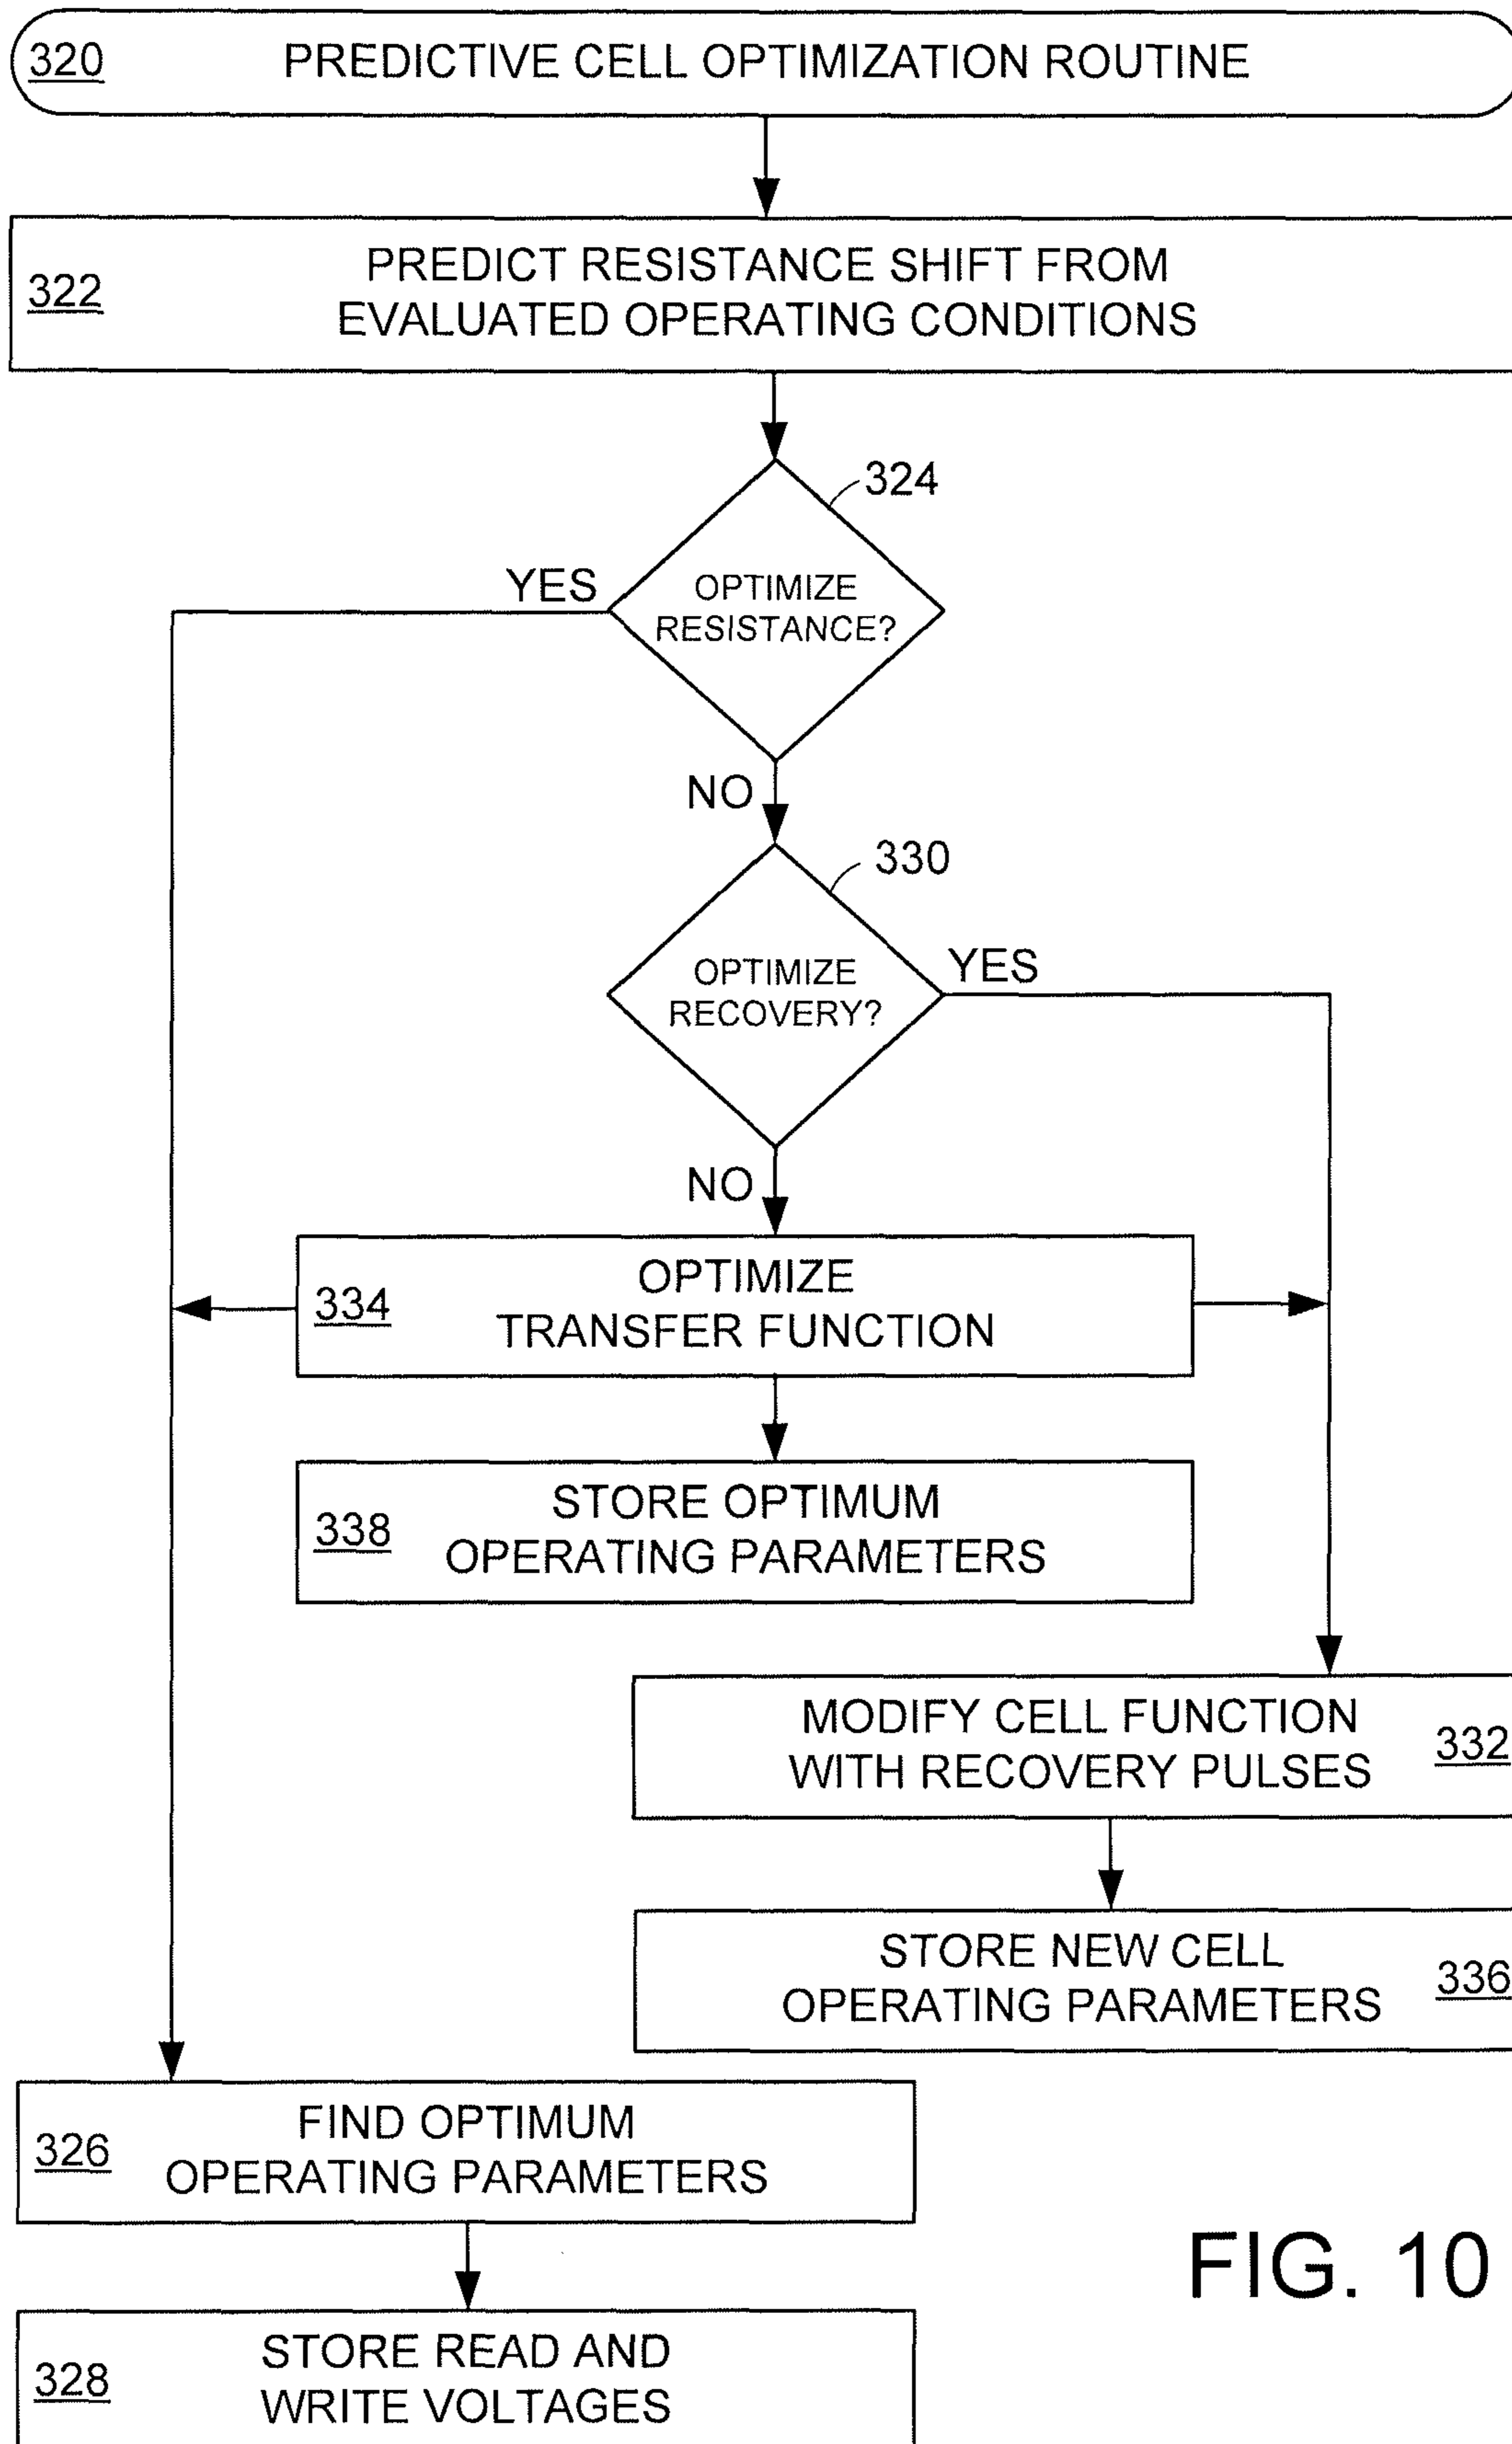 320 PREDICTIVE CELL OPTIMIZATION ROUTINE
322 PREDICT RESISTANCE SHIFT FROM
EVALUATED OPERATING CONDITIONS
324
YES
OPTIMIZE
RESISTANCE?
NO
330
OPTIMIZE
RECOVERY?
YES
NO
334 OPTIMIZE
TRANSFER FUNCTION
338 STORE OPTIMUM
OPERATING PARAMETERS
MODIFY CELL FUNCTION
WITH RECOVERY PULSES 332
STORE NEW CELL
OPERATING PARAMETERS 336
326 FIND OPTIMUM
OPERATING PARAMETERS
328 STORE READ AND
WRITE VOLTAGES
FIG. 10